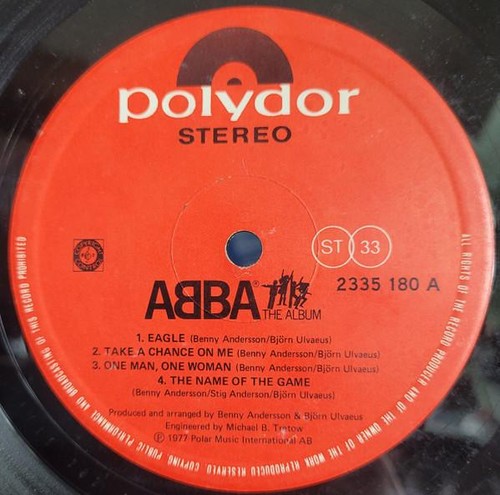 polydor
STEREO
ST 33
ABBA®
THE ALBUM
2335 180 A
1. EAGLE (Benny Andersson/Björn Ulvaeus)
2. TAKE A CHANCE ON ME (Benny Andersson/Björn Ulvaeus)
3. ONE MAN, ONE WOMAN (Benny Andersson/Björn Ulvaeus)
4. THE NAME OF THE GAME
(Benny Andersson/Stig Anderson/Björn Ulvaeus)
Produced and arranged by Benny Andersson & Björn Ulvaeus
Engineered by Michael B. Tretow
℗ 1977 Polar Music International AB
ALL RIGHTS OF THE RECORD PRODUCER AND OF THE OWNER OF THE WORK REPRODUCED RESERVED COPYING PUBLIC PERFORMANCE AND BROADCASTING OF THIS RECORD PROHIBITED